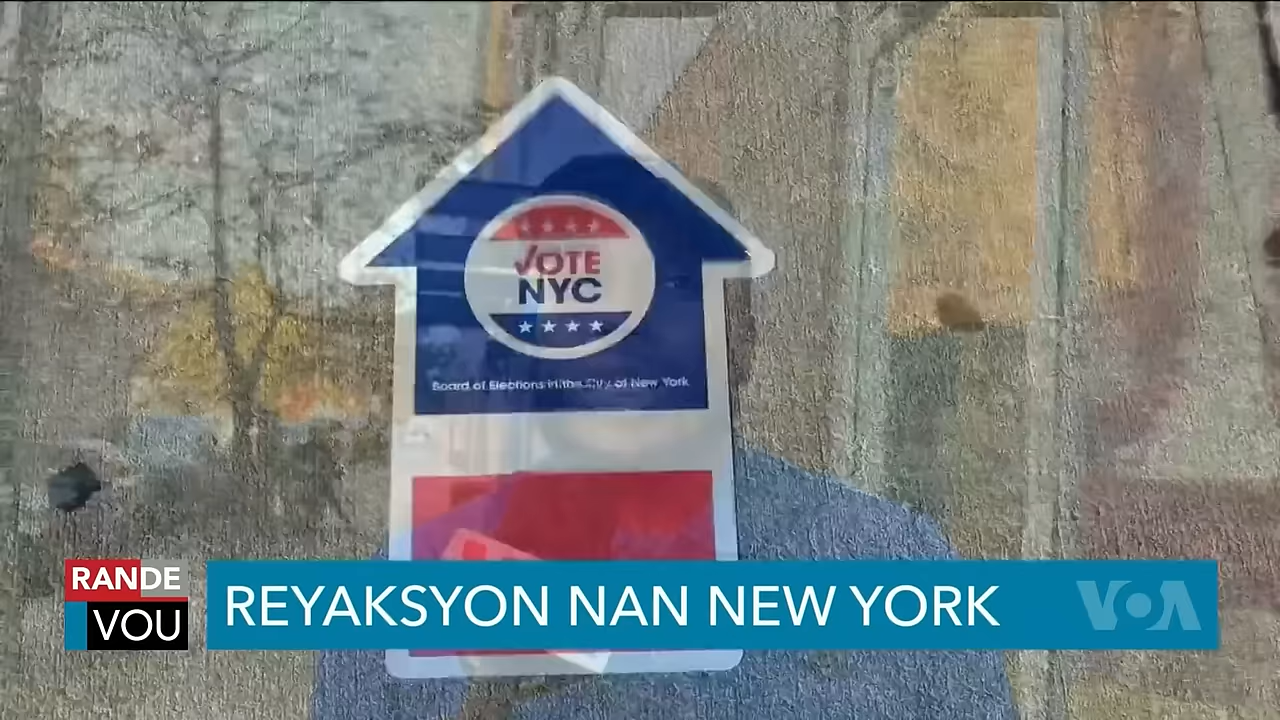 VOTE
NYC
Board of Elections in the City of New York
RANDE
VOU
REYAKSYON NAN NEW YORK
VOA